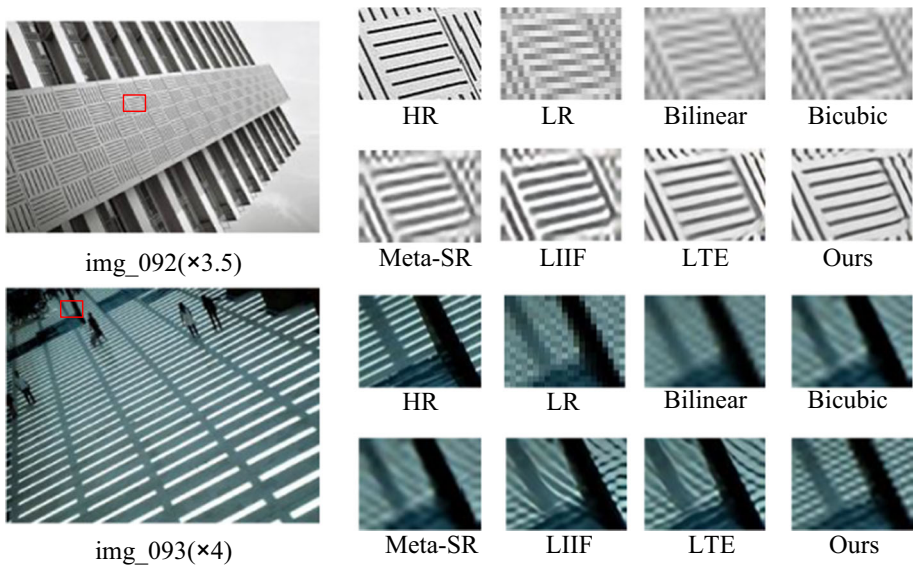 HR LR Bilinear Bicubic
Meta-SR LIIF LTE Ours
img_092(×3.5)
HR LR Bilinear Bicubic
Meta-SR LIIF LTE Ours
img_093(×4)